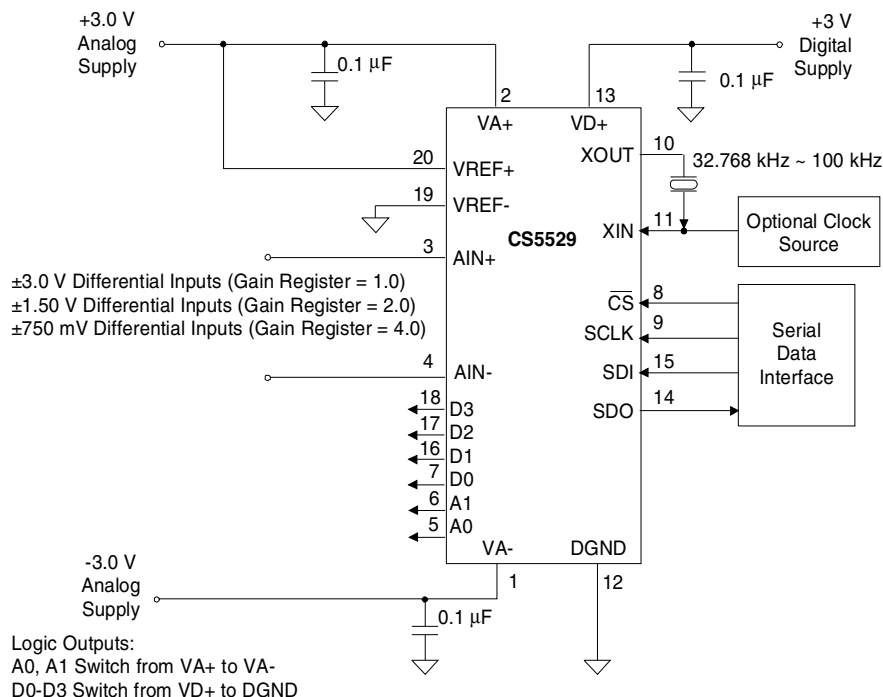 +3.0 V
Analog
Supply
0.1 µF
2
VA+
+3 V
Digital
Supply
0.1 µF
13
VD+
10
XOUT
32.768 kHz ~ 100 kHz
20
VREF+
19
VREF-
CS5529
11
XIN
Optional Clock
Source
3
AIN+
±3.0 V Differential Inputs (Gain Register = 1.0)
±1.50 V Differential Inputs (Gain Register = 2.0)
±750 mV Differential Inputs (Gain Register = 4.0)
8
CS
9
SCLK
15
SDI
14
SDO
Serial
Data
Interface
4
AIN-
18
D3
17
D2
16
D1
7
D0
6
A1
5
A0
VA-
1
DGND
12
-3.0 V
Analog
Supply
0.1 µF
Logic Outputs:
A0, A1 Switch from VA+ to VA-
D0-D3 Switch from VD+ to DGND